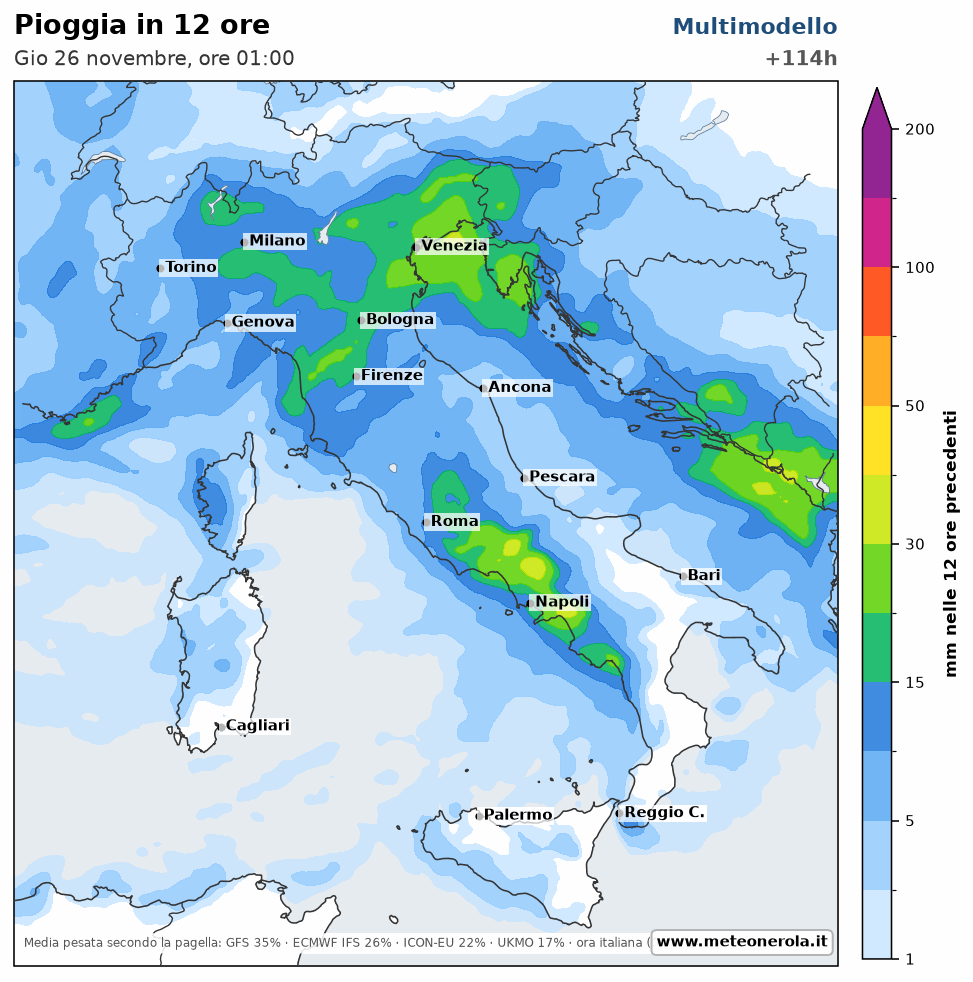 Pioggia in 12 ore
Multimodello
Gio 26 novembre, ore 01:00
+114h
Milano
Venezia
Torino
Genova
Bologna
Firenze
Ancona
Pescara
Roma
Bari
Napoli
Cagliari
Palermo
Reggio C.
Media pesata secondo la pagella: GFS 35% · ECMWF IFS 26% · ICON-EU 22% · UKMO 17% · ora italiana (
www.meteonerola.it
200
100
50
30
15
5
1
mm nelle 12 ore precedenti